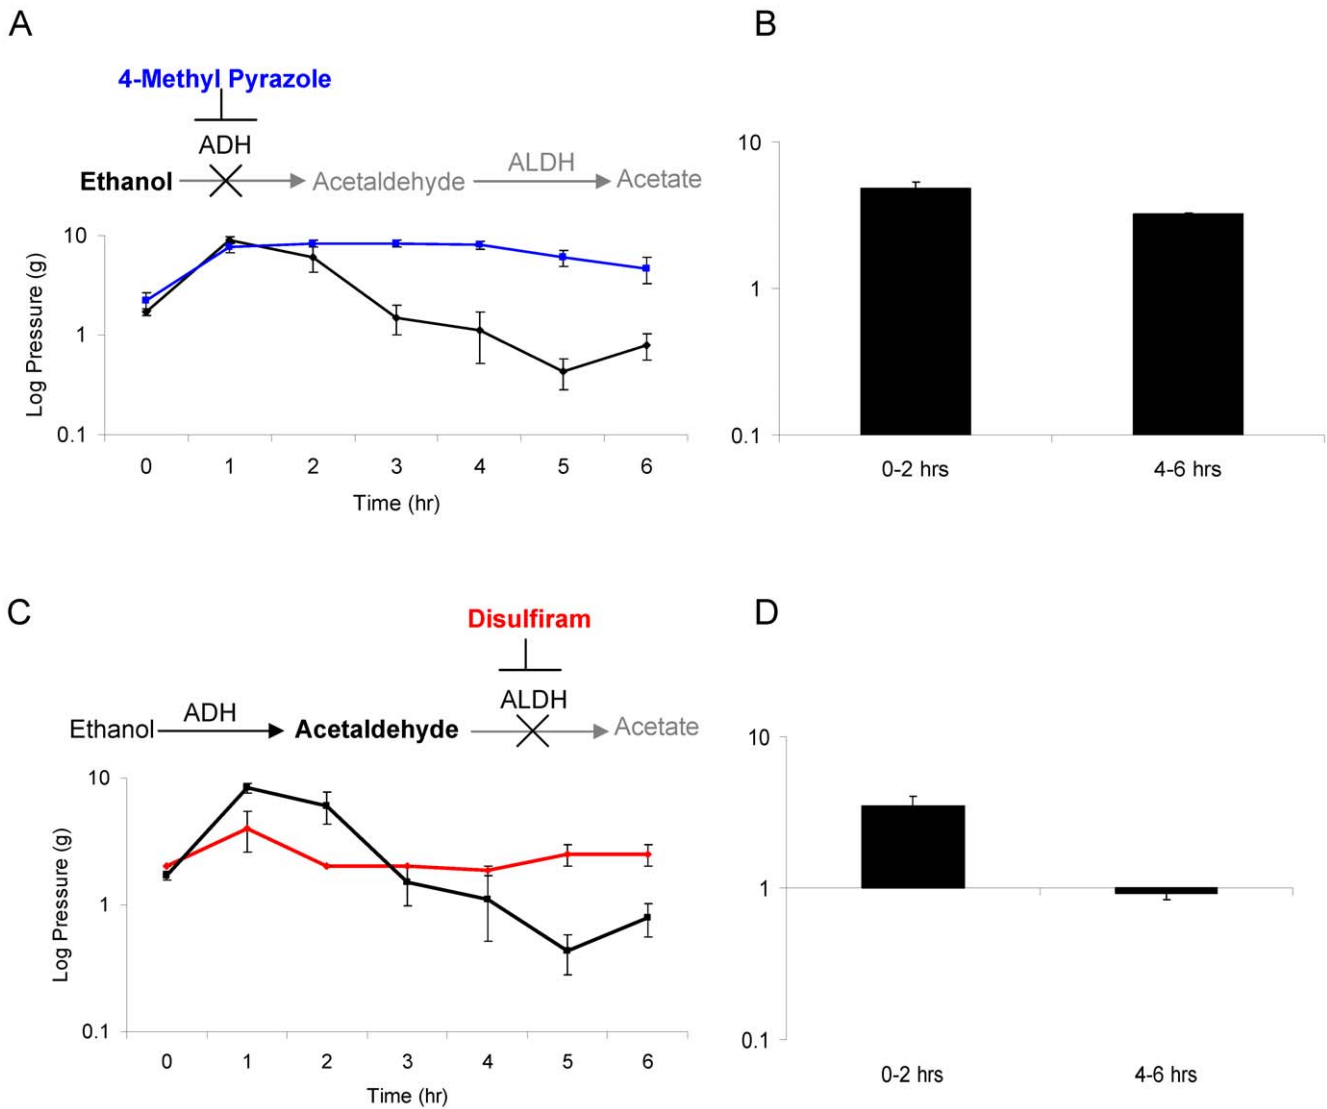 A
B
4-Methyl Pyrazole
ADH
ALDH
Ethanol
Acetaldehyde
Acetate
10
1
0.1
Log Pressure (g)
0 1 2 3 4 5 6
Time (hr)
10
1
0.1
0-2 hrs 4-6 hrs
C
D
Disulfiram
ADH
ALDH
Ethanol
Acetaldehyde
Acetate
10
1
0.1
Log Pressure (g)
0 1 2 3 4 5 6
Time (hr)
10
1
0.1
0-2 hrs 4-6 hrs